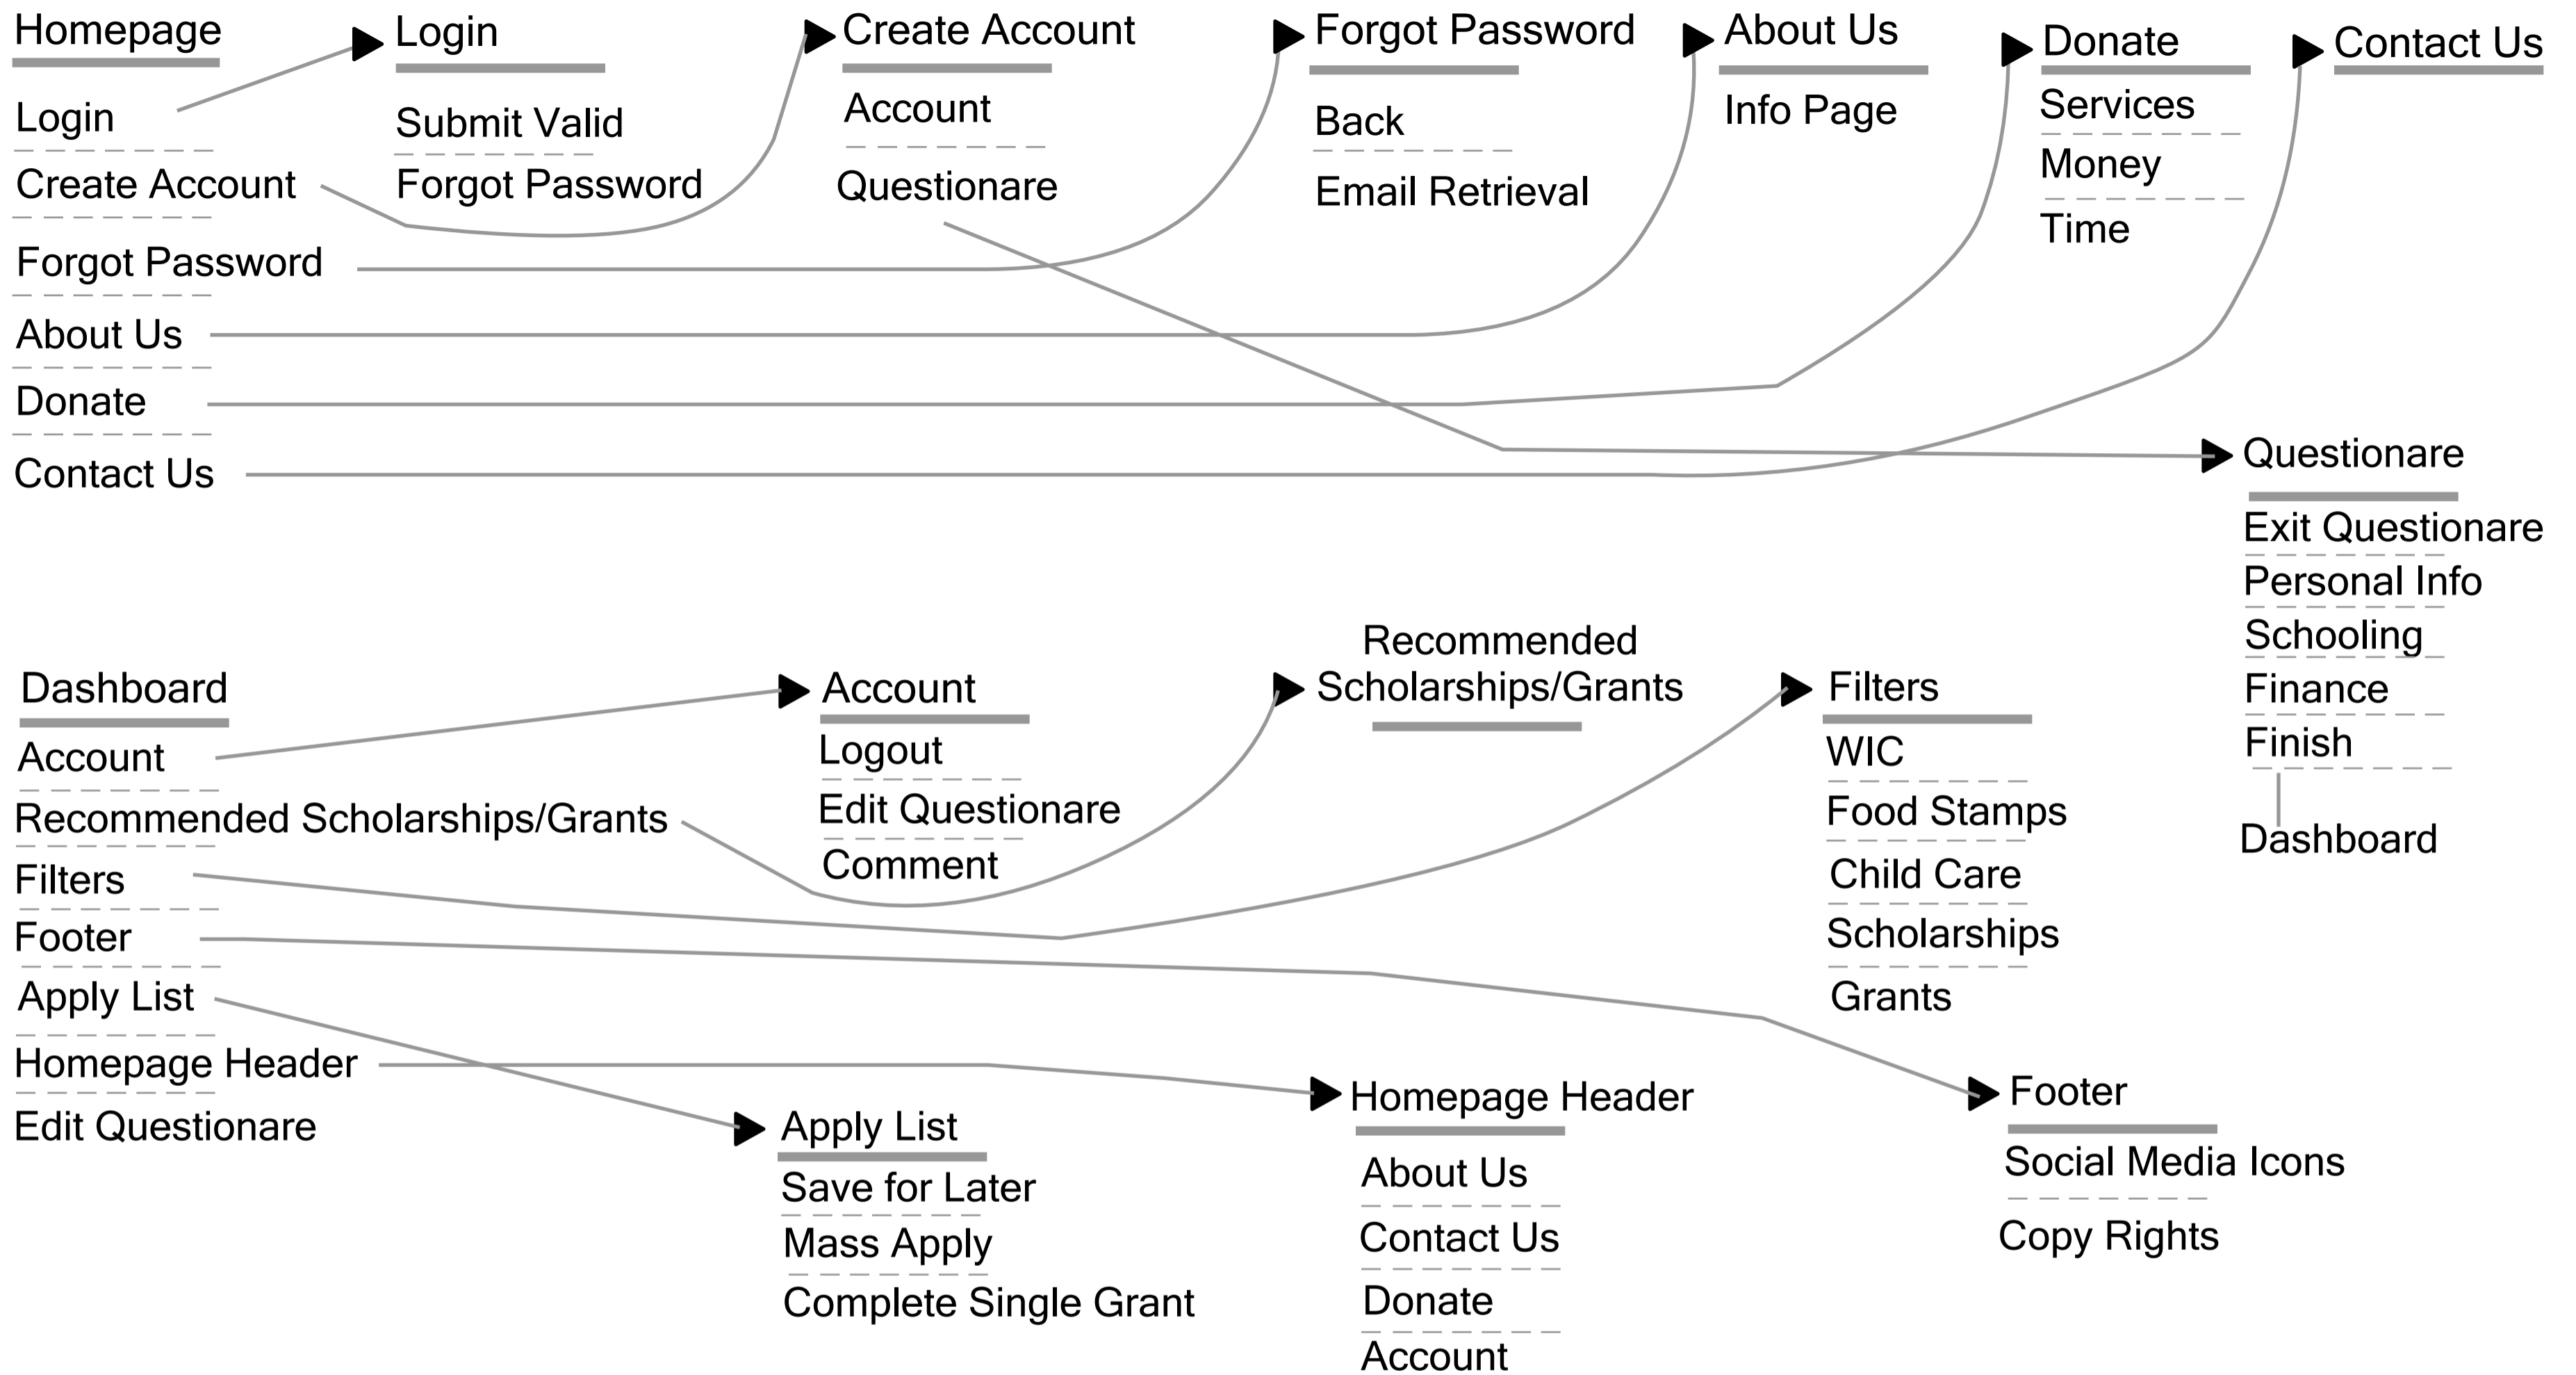 Homepage
Login
Create Account
Forgot Password
About Us
Donate
Contact Us
Login
Submit Valid
Forgot Password
Create Account
Account
Questionare
Forgot Password
Back
Email Retrieval
About Us
Info Page
Donate
Services
Money
Time
Contact Us
Questionare
Exit Questionare
Personal Info
Schooling
Finance
Finish
Dashboard
Dashboard
Account
Recommended Scholarships/Grants
Filters
Footer
Apply List
Homepage Header
Edit Questionare
Account
Logout
Edit Questionare
Comment
Recommended
Scholarships/Grants
Filters
WIC
Food Stamps
Child Care
Scholarships
Grants
Apply List
Save for Later
Mass Apply
Complete Single Grant
Homepage Header
About Us
Contact Us
Donate
Account
Footer
Social Media Icons
Copy Rights